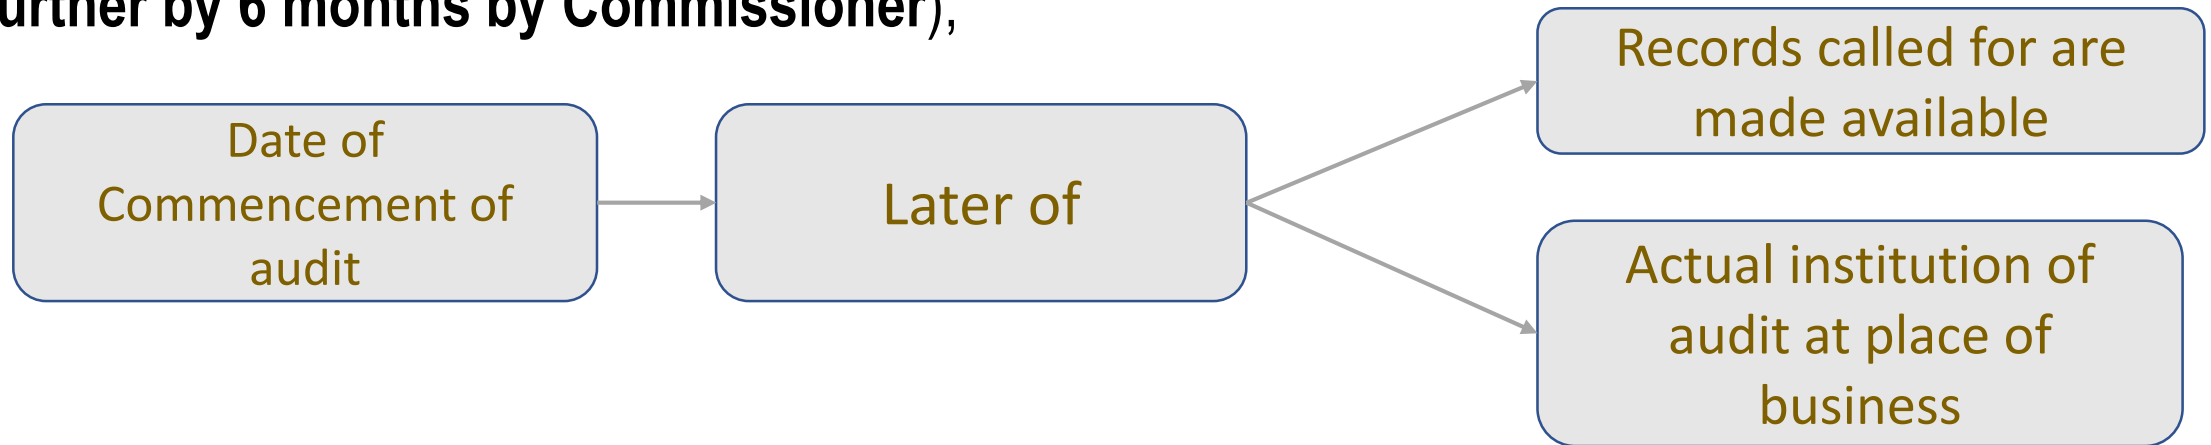 urther by 6 months by Commissioner),
Date of
Commencement of
audit
Later of
Records called for are
made available
Actual institution of
audit at place of
business